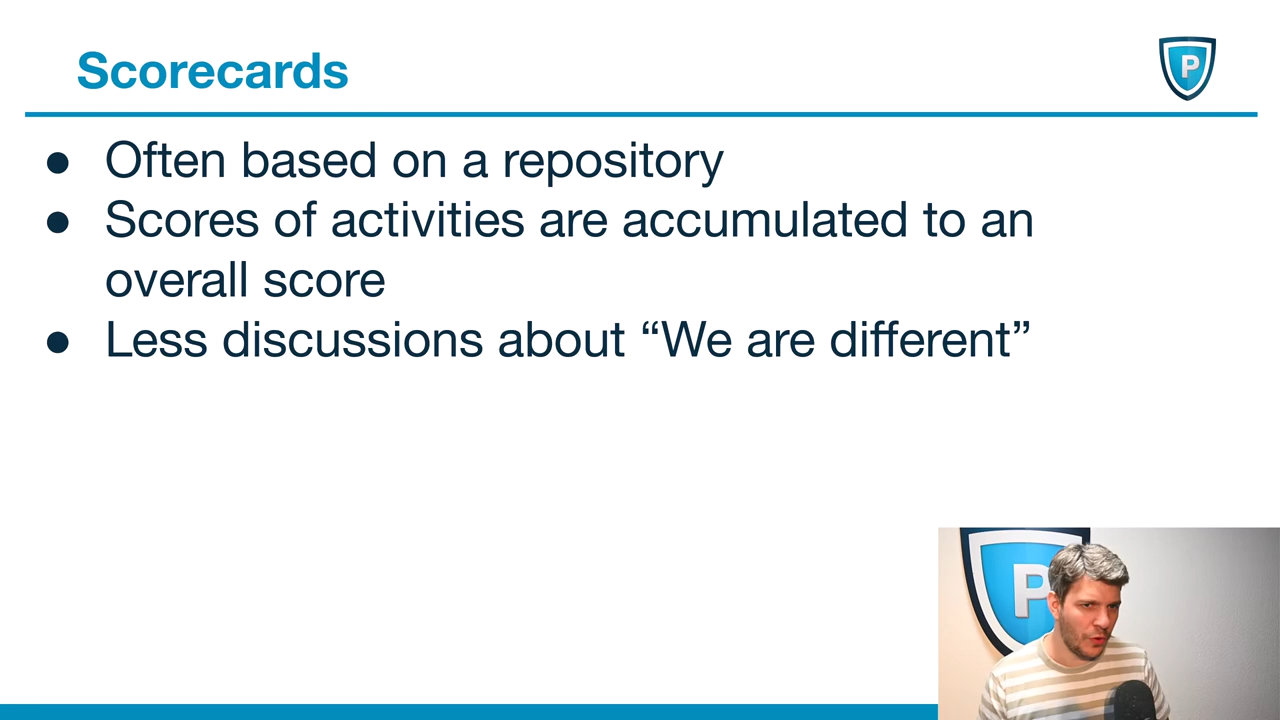 Scorecards
P
● Often based on a repository
● Scores of activities are accumulated to an
overall score
● Less discussions about “We are different”
P